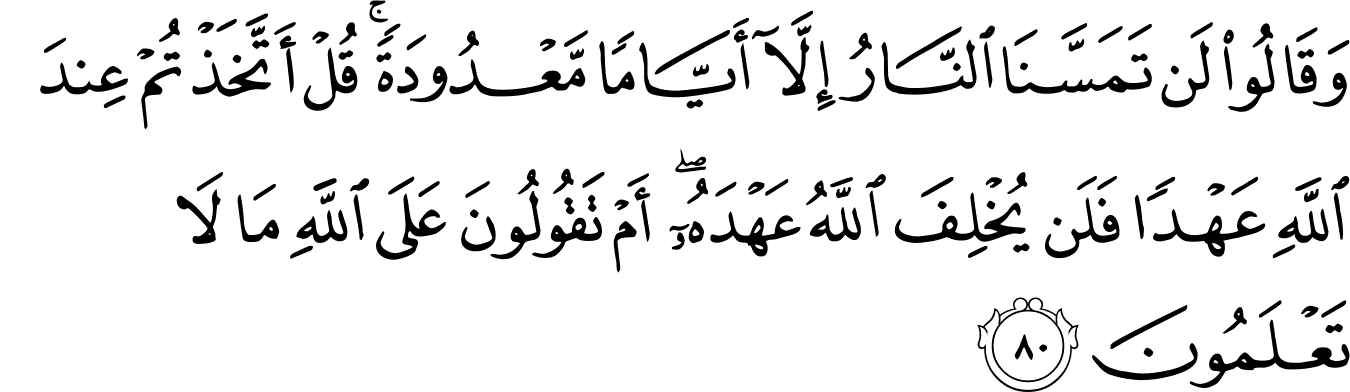 وَقَالُوا۟ لَن تَمَسَّنَا ٱلنَّارُ إِلَّآ أَيَّامًا مَّعْدُودَةً ۚ قُلْ أَتَّخَذْتُمْ عِندَ
ٱللَّهِ عَهْدًا فَلَن يُخْلِفَ ٱللَّهُ عَهْدَهُۥٓ ۖ أَمْ تَقُولُونَ عَلَى ٱللَّهِ مَا لَا
تَعْلَمُونَ ٨٠